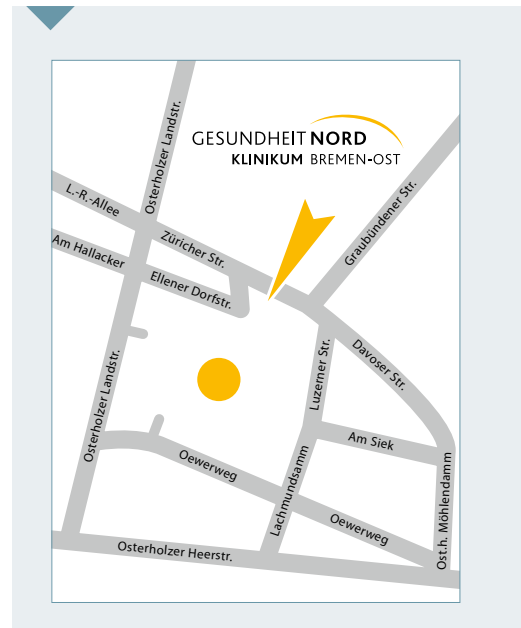 GESUNDHEIT NORD
KLINIKUM BREMEN-OST
Osterholzer Landstr.
L.-R.-Allee
Züricher Str.
Graubündener Str.
Am Hallacker
Ellener Dorfstr.
Osterholzer Landstr.
Luzerner Str.
Davoser Str.
Am Siek
Oewerweg
Lachmundsamm
Oewerweg
Ost.h. Möhlendamm
Osterholzer Heerstr.